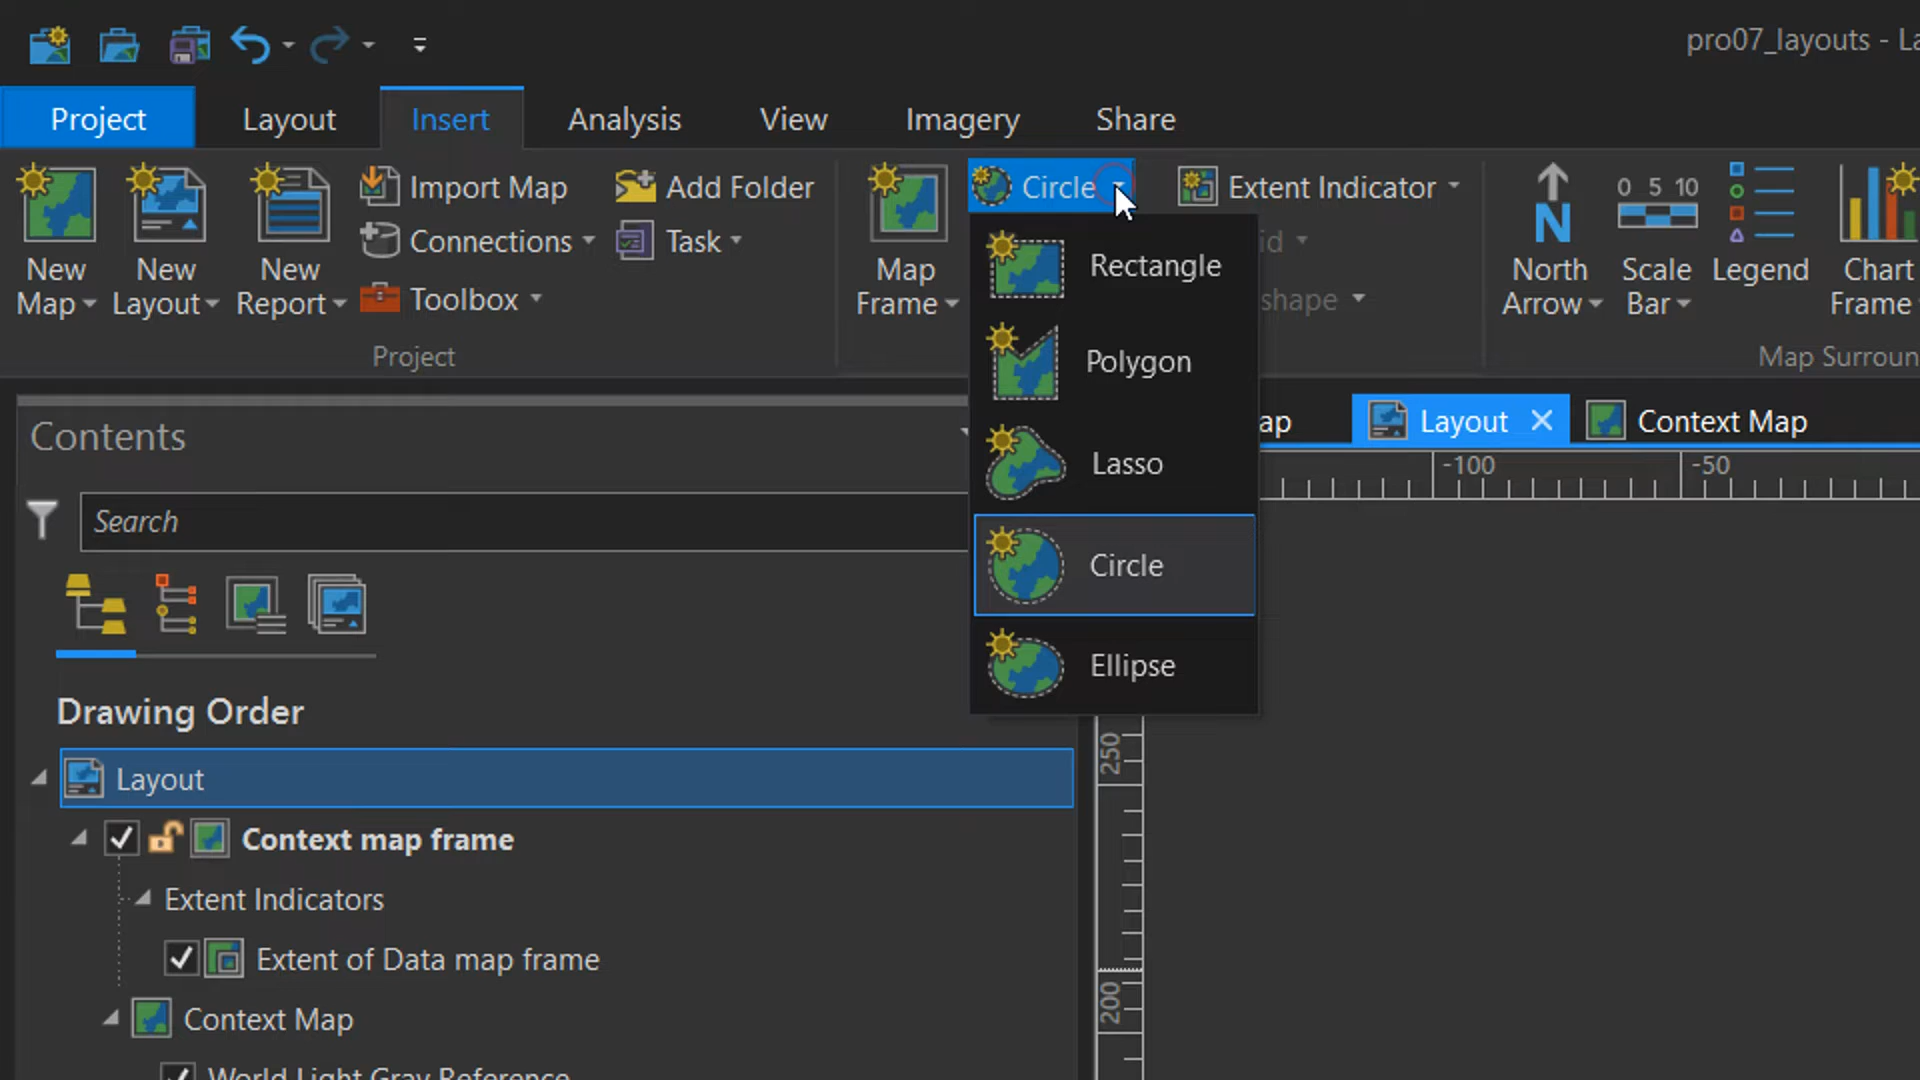 pro07_layouts - La
Project
Layout
Insert
Analysis
View
Imagery
Share
New
Map
New
Layout
New
Report
Import Map
Connections
Toolbox
Add Folder
Task
Project
Map
Frame
Circle
Extent Indicator
id
shape
0 5 10
N
North
Arrow
Scale
Bar
Legend
Chart
Frame
Map Surroun
Rectangle
Polygon
Lasso
Circle
Ellipse
Contents
Search
ap
Layout
Context Map
-100
-50
250
200
Drawing Order
Layout
Context map frame
Extent Indicators
Extent of Data map frame
Context Map
World Light Gray Reference